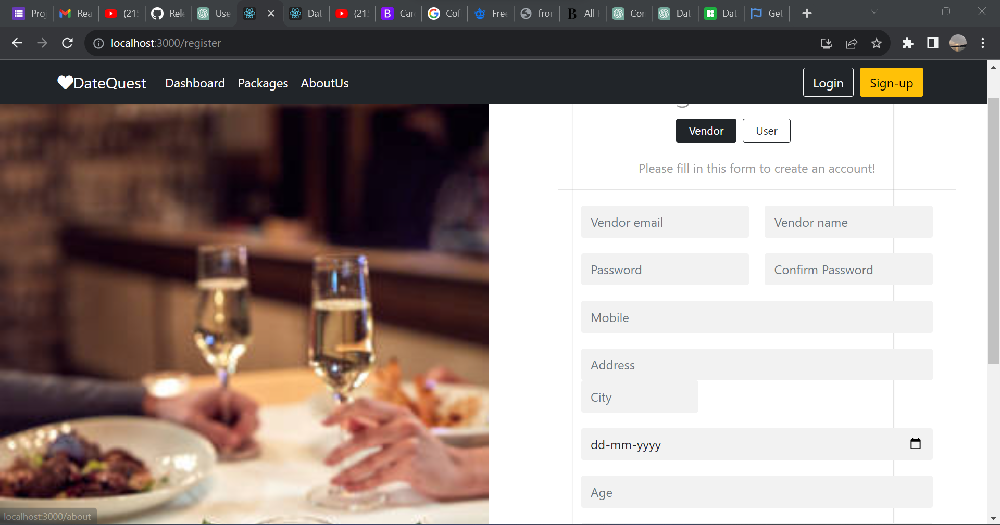 Proj Rea (21 Rele Use Dat (21 Car Cof Free fror All Cor Dat Dat Get
localhost:3000/register
DateQuest Dashboard Packages AboutUs Login Sign-up
Vendor User
Please fill in this form to create an account!
Vendor email Vendor name
Password Confirm Password
Mobile
Address
City
dd-mm-yyyy
Age
localhost:3000/about